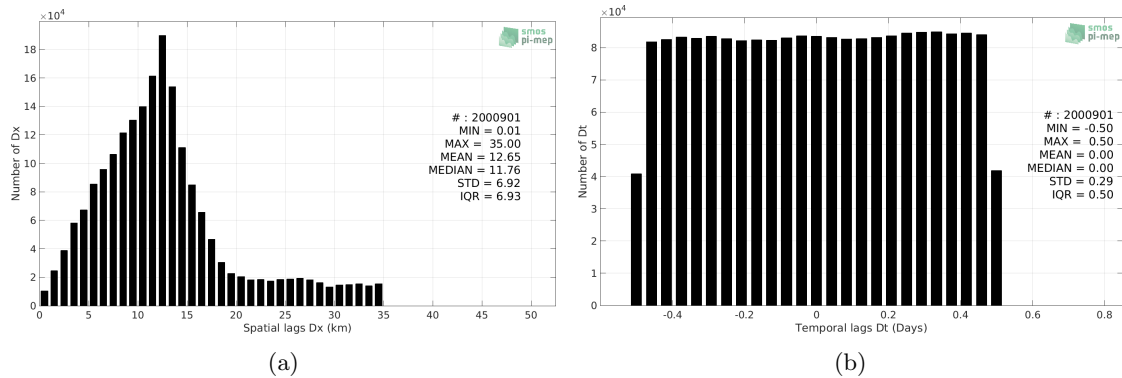 ×10⁴
18
16
14
12
10
8
6
4
2
0
Number of Dx
smos
pi-mep
# : 2000901
MIN = 0.01
MAX = 35.00
MEAN = 12.65
MEDIAN = 11.76
STD = 6.92
IQR = 6.93
0 5 10 15 20 25 30 35 40 45 50
Spatial lags Dx (km)
(a)
×10⁴
8
7
6
5
4
3
2
1
0
Number of Dt
smos
pi-mep
# : 2000901
MIN = -0.50
MAX = 0.50
MEAN = 0.00
MEDIAN = 0.00
STD = 0.29
IQR = 0.50
-0.4 -0.2 0 0.2 0.4 0.6 0.8
Temporal lags Dt (Days)
(b)